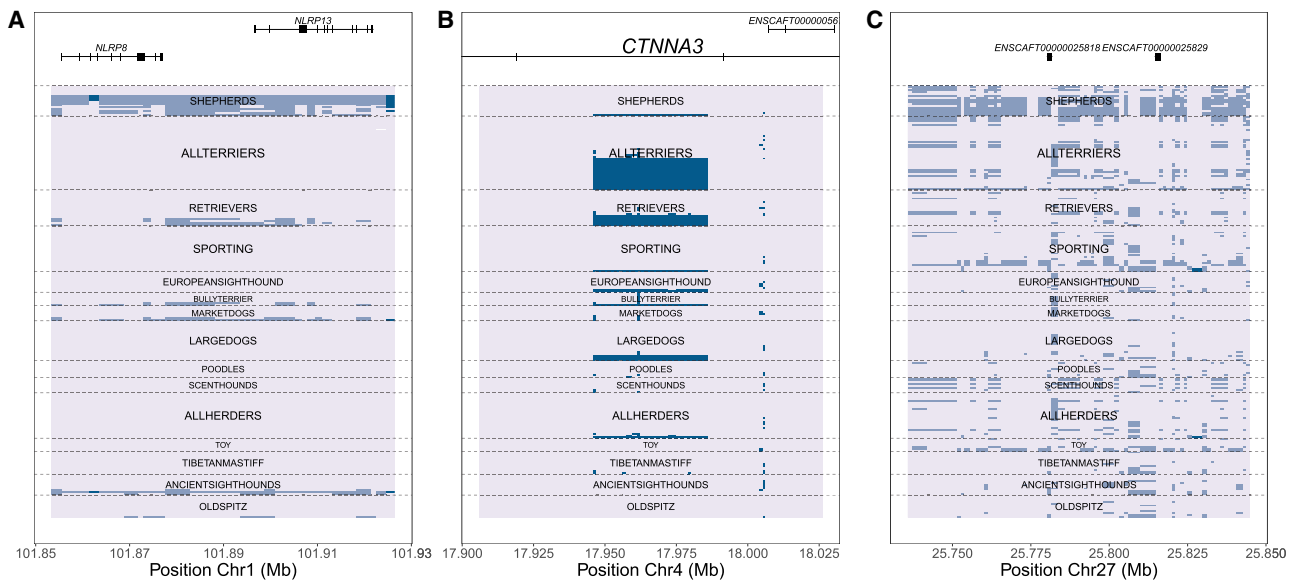 A
NLRP13
NLRP8
SHEPHERDS
ALLTERRIERS
RETRIEVERS
SPORTING
EUROPEANSIGHTHOUND
BULLYTERRIER
MARKETDOGS
LARGEDOGS
POODLES
SCENTHOUNDS
ALLHERDERS
TOY
TIBETANMASTIFF
ANCIENTSIGHTHOUNDS
OLDSPITZ
101.85 101.87 101.89 101.91 101.93
Position Chr1 (Mb)
B
ENSCAFT00000056
CTNNA3
SHEPHERDS
ALLTERRIERS
RETRIEVERS
SPORTING
EUROPEANSIGHTHOUND
BULLYTERRIER
MARKETDOGS
LARGEDOGS
POODLES
SCENTHOUNDS
ALLHERDERS
TOY
TIBETANMASTIFF
ANCIENTSIGHTHOUNDS
OLDSPITZ
17.900 17.925 17.950 17.975 18.000 18.032
Position Chr4 (Mb)
C
ENSCAFT00000025818 ENSCAFT00000025829
SHEPHERDS
ALLTERRIERS
RETRIEVERS
SPORTING
EUROPEANSIGHTHOUND
BULLYTERRIER
MARKETDOGS
LARGEDOGS
POODLES
SCENTHOUNDS
ALLHERDERS
TOY
TIBETANMASTIFF
ANCIENTSIGHTHOUNDS
OLDSPITZ
25.750 25.775 25.800 25.825 25.850
Position Chr27 (Mb)